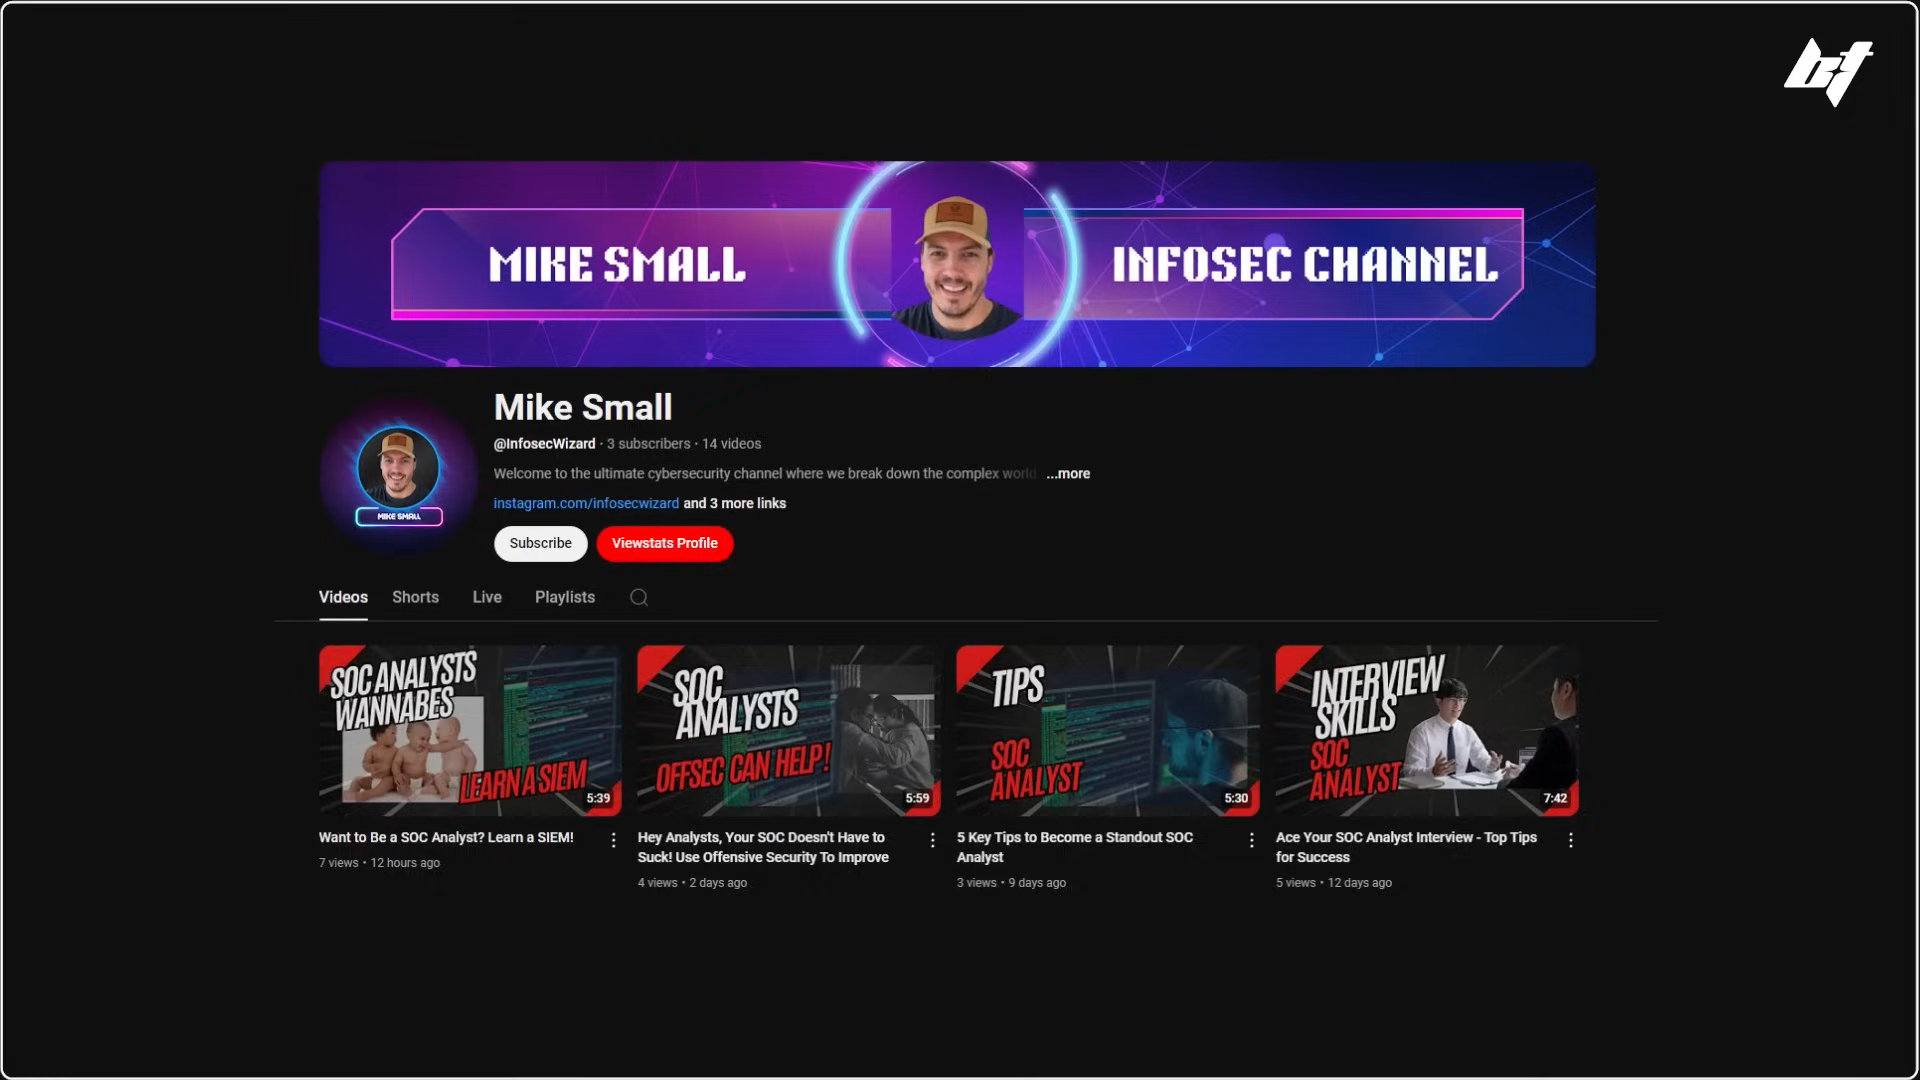 bt
MIKE SMALL
INFOSEC CHANNEL
Mike Small
@InfosecWizard · 3 subscribers · 14 videos
Welcome to the ultimate cybersecurity channel where we break down the complex world ...more
instagram.com/infosecwizard and 3 more links
MIKE SMALL
Subscribe
Viewstats Profile
Videos
Shorts
Live
Playlists
SOC ANALYSTS
WANNABES
LEARN A SIEM
5:39
SOC
ANALYSTS
OFFSEC CAN HELP!
5:59
TIPS
SOC
ANALYST
5:30
INTERVIEW
SKILLS
SOC
ANALYST
7:42
Want to Be a SOC Analyst? Learn a SIEM!
7 views • 12 hours ago
Hey Analysts, Your SOC Doesn't Have to
Suck! Use Offensive Security To Improve
4 views • 2 days ago
5 Key Tips to Become a Standout SOC
Analyst
3 views • 9 days ago
Ace Your SOC Analyst Interview - Top Tips
for Success
5 views • 12 days ago